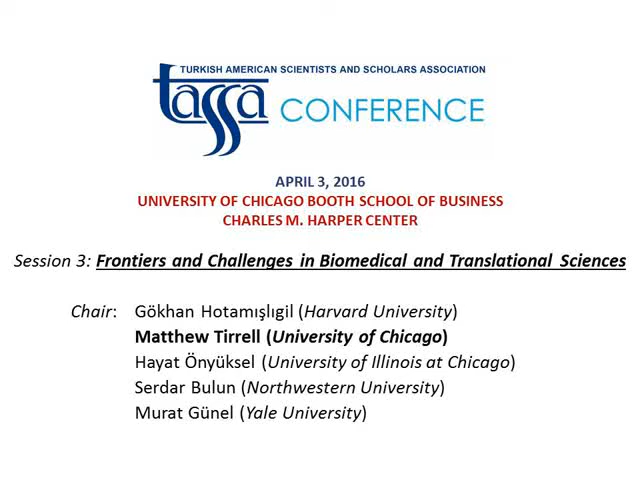 TURKISH AMERICAN SCIENTISTS AND SCHOLARS ASSOCIATION
tassa CONFERENCE
APRIL 3, 2016
UNIVERSITY OF CHICAGO BOOTH SCHOOL OF BUSINESS
CHARLES M. HARPER CENTER
Session 3: Frontiers and Challenges in Biomedical and Translational Sciences
Chair: Gökhan Hotamışlıgil (Harvard University)
Matthew Tirrell (University of Chicago)
Hayat Önyüksel (University of Illinois at Chicago)
Serdar Bulun (Northwestern University)
Murat Günel (Yale University)